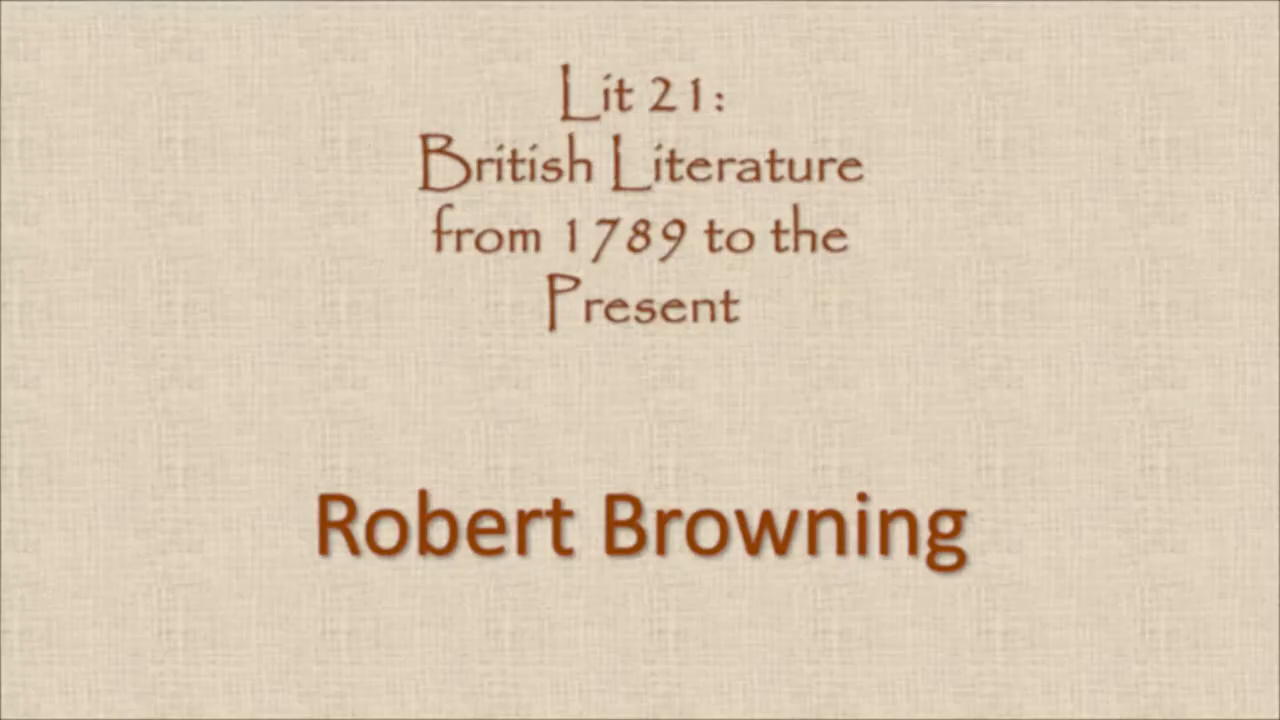 Lit 21:
British Literature
from 1789 to the
Present
Robert Browning